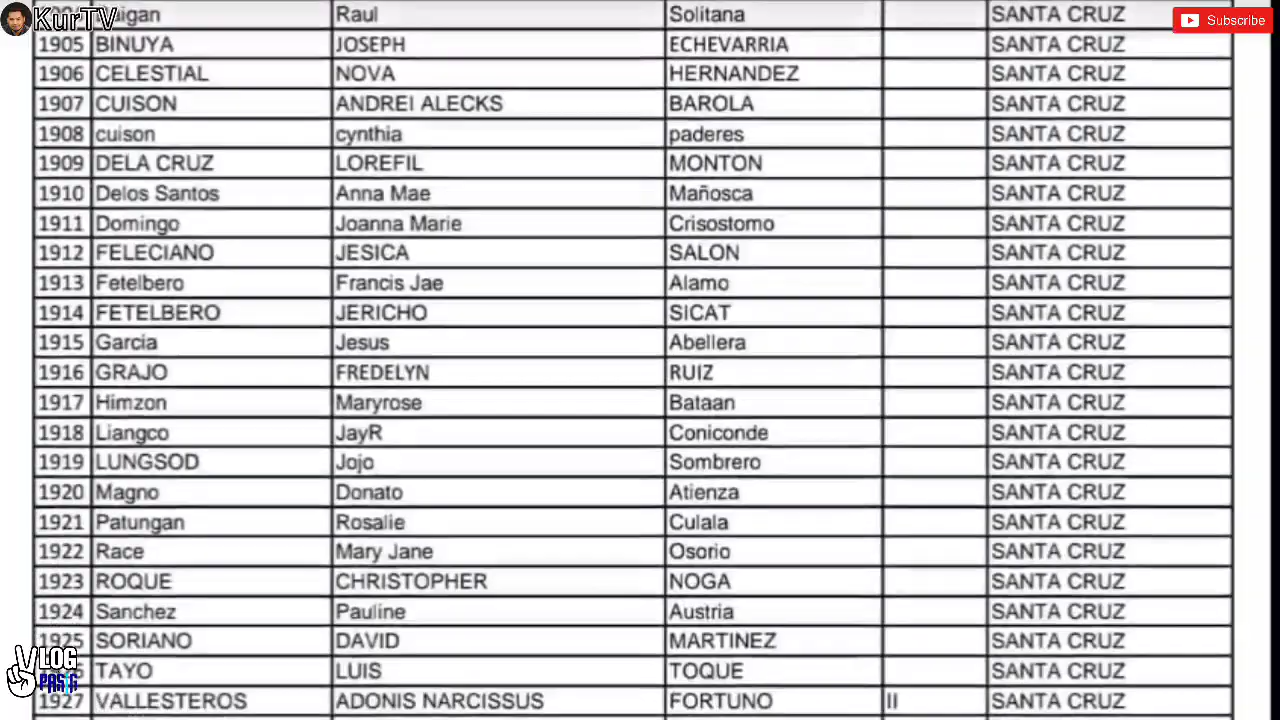 KurTV
Subscribe
Raul Solitana SANTA CRUZ
1905 BINUYA JOSEPH ECHEVARRIA SANTA CRUZ
1906 CELESTIAL NOVA HERNANDEZ SANTA CRUZ
1907 CUISON ANDREI ALECKS BAROLA SANTA CRUZ
1908 cuison cynthia paderes SANTA CRUZ
1909 DELA CRUZ LOREFIL MONTON SANTA CRUZ
1910 Delos Santos Anna Mae Mañosca SANTA CRUZ
1911 Domingo Joanna Marie Crisostomo SANTA CRUZ
1912 FELECIANO JESICA SALON SANTA CRUZ
1913 Fetelbero Francis Jae Alamo SANTA CRUZ
1914 FETELBERO JERICHO SICAT SANTA CRUZ
1915 Garcia Jesus Abellera SANTA CRUZ
1916 GRAJO FREDELYN RUIZ SANTA CRUZ
1917 Himzon Maryrose Bataan SANTA CRUZ
1918 Liangco JayR Coniconde SANTA CRUZ
1919 LUNGSOD Jojo Sombrero SANTA CRUZ
1920 Magno Donato Atienza SANTA CRUZ
1921 Patungan Rosalie Culala SANTA CRUZ
1922 Race Mary Jane Osorio SANTA CRUZ
1923 ROQUE CHRISTOPHER NOGA SANTA CRUZ
1924 Sanchez Pauline Austria SANTA CRUZ
1925 SORIANO DAVID MARTINEZ SANTA CRUZ
TAYO LUIS TOQUE SANTA CRUZ
1927 VALLESTEROS ADONIS NARCISSUS FORTUNO II SANTA CRUZ
VLOG
PASIG